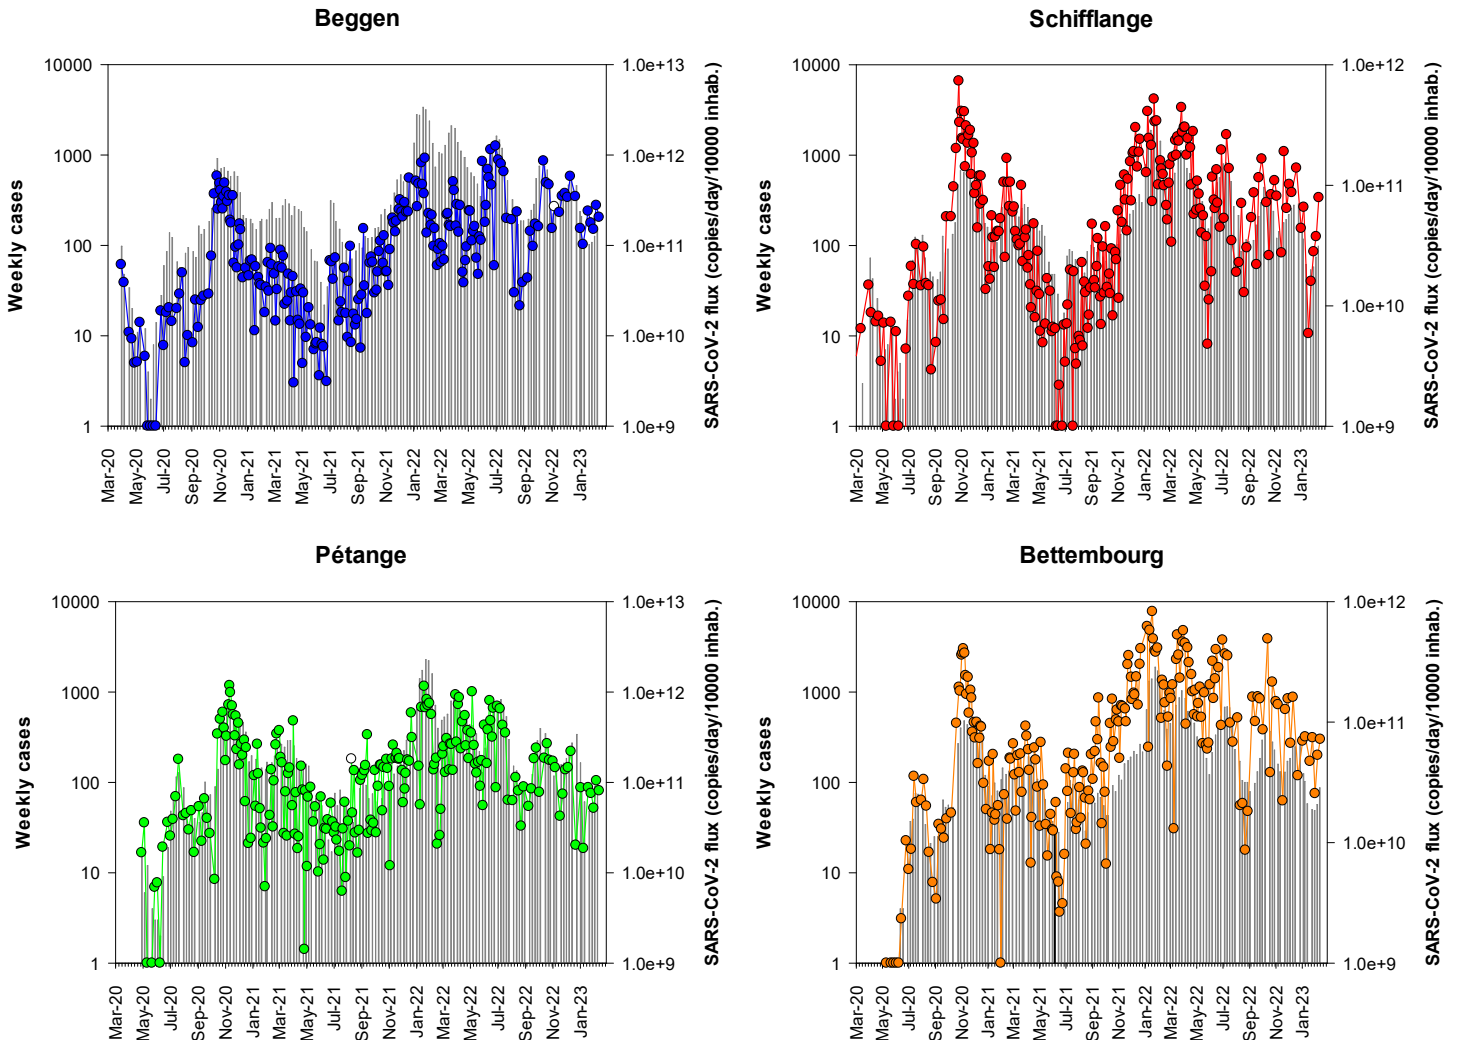 Beggen
Weekly cases
10000
1000
100
10
1
1.0e+13
1.0e+12
1.0e+11
1.0e+10
1.0e+9
SARS-CoV-2 flux (copies/day/10000 inhab.)
Mar-20
May-20
Jul-20
Sep-20
Nov-20
Jan-21
Mar-21
May-21
Jul-21
Sep-21
Nov-21
Jan-22
Mar-22
May-22
Jul-22
Sep-22
Nov-22
Jan-23
Schifflange
Weekly cases
10000
1000
100
10
1
1.0e+12
1.0e+11
1.0e+10
1.0e+9
SARS-CoV-2 flux (copies/day/10000 inhab.)
Mar-20
May-20
Jul-20
Sep-20
Nov-20
Jan-21
Mar-21
May-21
Jul-21
Sep-21
Nov-21
Jan-22
Mar-22
May-22
Jul-22
Sep-22
Nov-22
Jan-23
Pétange
Weekly cases
10000
1000
100
10
1
1.0e+13
1.0e+12
1.0e+11
1.0e+10
1.0e+9
SARS-CoV-2 flux (copies/day/10000 inhab.)
Mar-20
May-20
Jul-20
Sep-20
Nov-20
Jan-21
Mar-21
May-21
Jul-21
Sep-21
Nov-21
Jan-22
Mar-22
May-22
Jul-22
Sep-22
Nov-22
Jan-23
Bettembourg
Weekly cases
10000
1000
100
10
1
1.0e+12
1.0e+11
1.0e+10
1.0e+9
SARS-CoV-2 flux (copies/day/10000 inhab.)
Mar-20
May-20
Jul-20
Sep-20
Nov-20
Jan-21
Mar-21
May-21
Jul-21
Sep-21
Nov-21
Jan-22
Mar-22
May-22
Jul-22
Sep-22
Nov-22
Jan-23